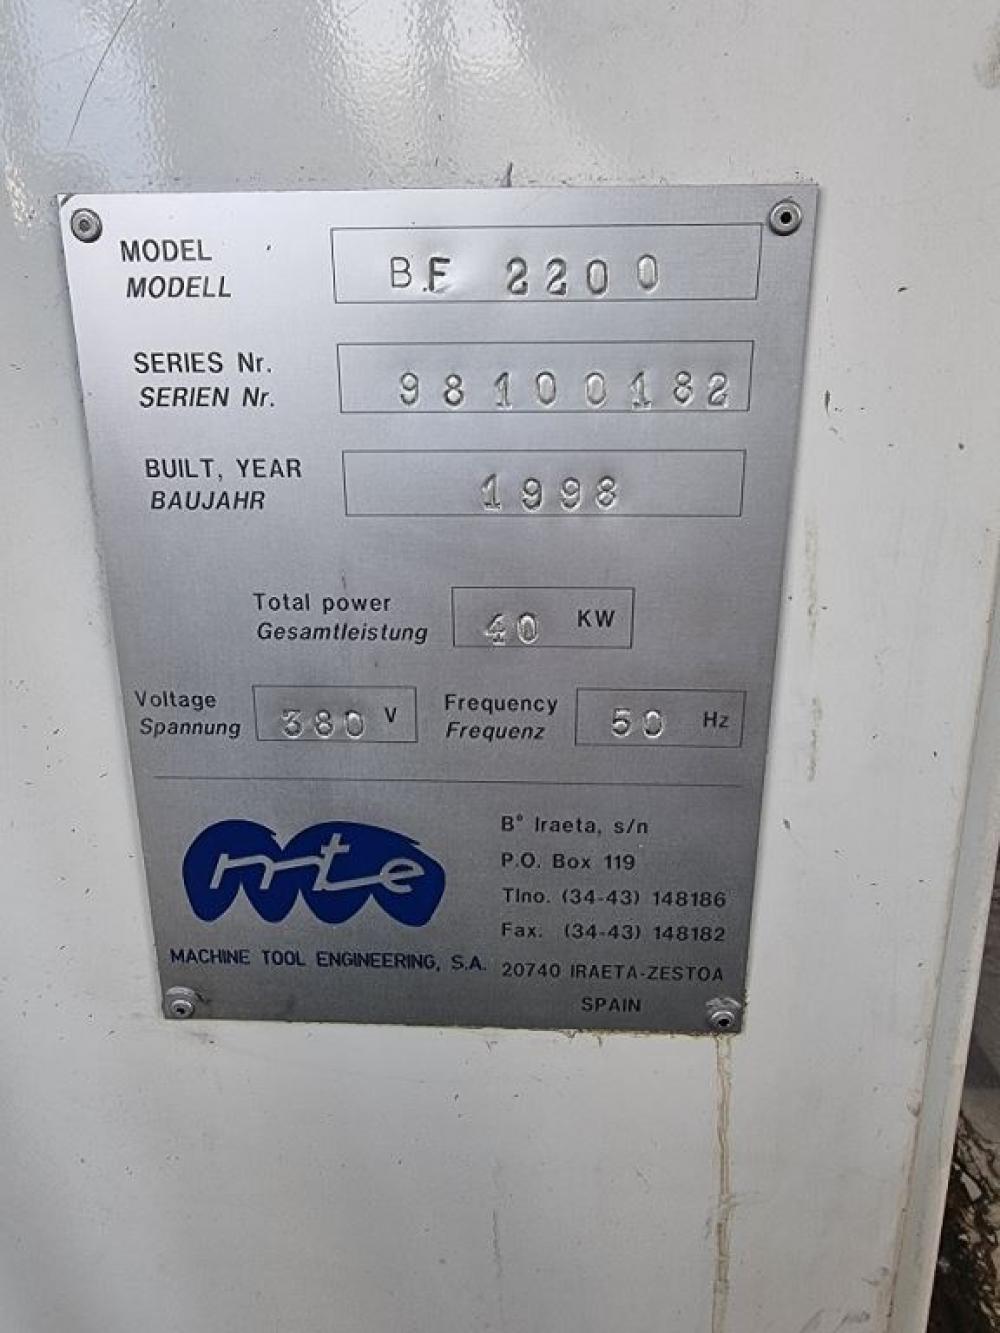 MODEL
MODELL
B.F 2200
SERIES Nr.
SERIEN Nr.
98100182
BUILT, YEAR
BAUJAHR
1998
Total power
Gesamtleistung
40 KW
Voltage
Spannung
380 V
Frequency
Frequenz
50 Hz
mte
MACHINE TOOL ENGINEERING, S.A.
B° Iraeta, s/n
P.O. Box 119
Tlno. (34-43) 148186
Fax. (34-43) 148182
20740 IRAETA-ZESTOA
SPAIN